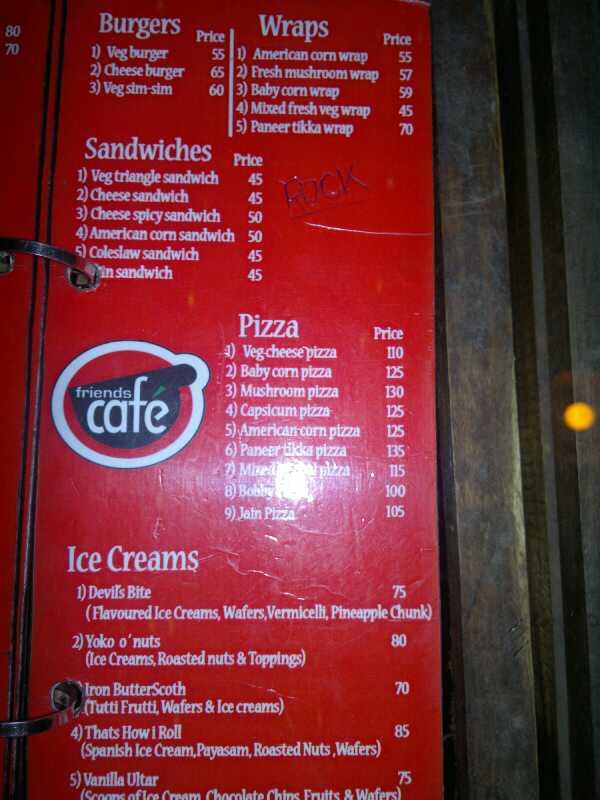 80
70
Burgers Price
1) Veg burger 55
2) Cheese burger 65
3) Veg sim-sim 60
Wraps Price
1) American corn wrap 55
2) Fresh mushroom wrap 57
3) Baby corn wrap 59
4) Mixed fresh veg wrap 45
5) Paneer tikka wrap 70
Sandwiches Price
1) Veg triangle sandwich 45
2) Cheese sandwich 45
3) Cheese spicy sandwich 50
4) American corn sandwich 50
5) Coleslaw sandwich 45
sandwich 45
ROCK
friends
café
Pizza Price
1) Veg cheese pizza 110
2) Baby corn pizza 125
3) Mushroom pizza 130
4) Capsicum pizza 125
5) American corn pizza 125
6) Paneer tikka pizza 135
7) Mixed pizza 115
8) Bobby 100
9) Jain Pizza 105
Ice Creams
1) Devil's Bite 75
( Flavoured Ice Creams, Wafers,Vermicelli, Pineapple Chunk)
2) Yoko o' nuts 80
(Ice Creams, Roasted nuts & Toppings)
Iron ButterScoth 70
(Tutti Frutti, Wafers & Ice creams)
4) Thats How i Roll 85
(Spanish Ice Cream,Payasam, Roasted Nuts ,Wafers)
5) Vanilla Ultar 75
(Scoops of Ice Cream, Chocolate Chips, Fruits, & Wafers)